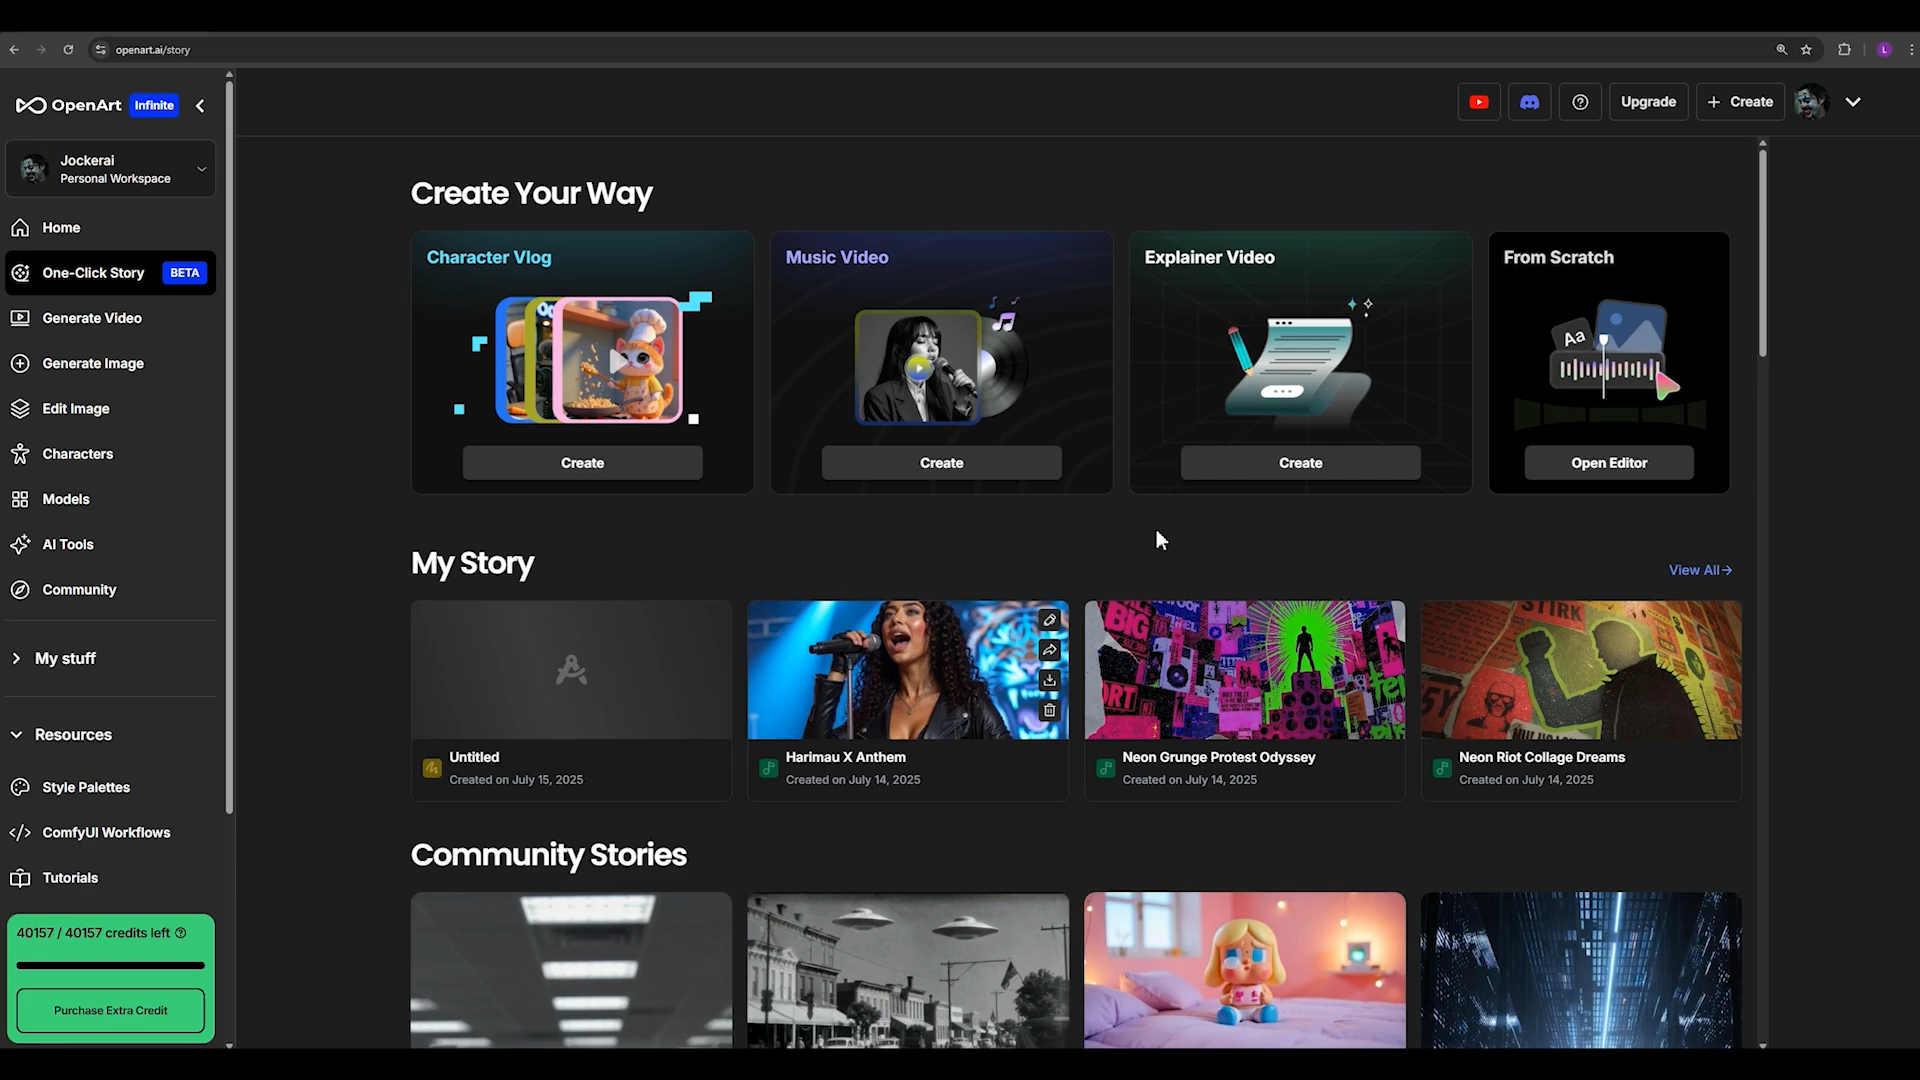 openart.ai/story
L
OpenArt Infinite
Jockerai
Personal Workspace
Home
One-Click Story BETA
Generate Video
Generate Image
Edit Image
Characters
Models
AI Tools
Community
My stuff
Resources
Style Palettes
ComfyUI Workflows
Tutorials
40157 / 40157 credits left
Purchase Extra Credit
Upgrade
+ Create
Create Your Way
Character Vlog
Create
Music Video
Create
Explainer Video
Create
From Scratch
Aa
Open Editor
My Story
View All→
BIG
ORT
STIRK
Untitled
Created on July 15, 2025
Harimau X Anthem
Created on July 14, 2025
Neon Grunge Protest Odyssey
Created on July 14, 2025
Neon Riot Collage Dreams
Created on July 14, 2025
Community Stories